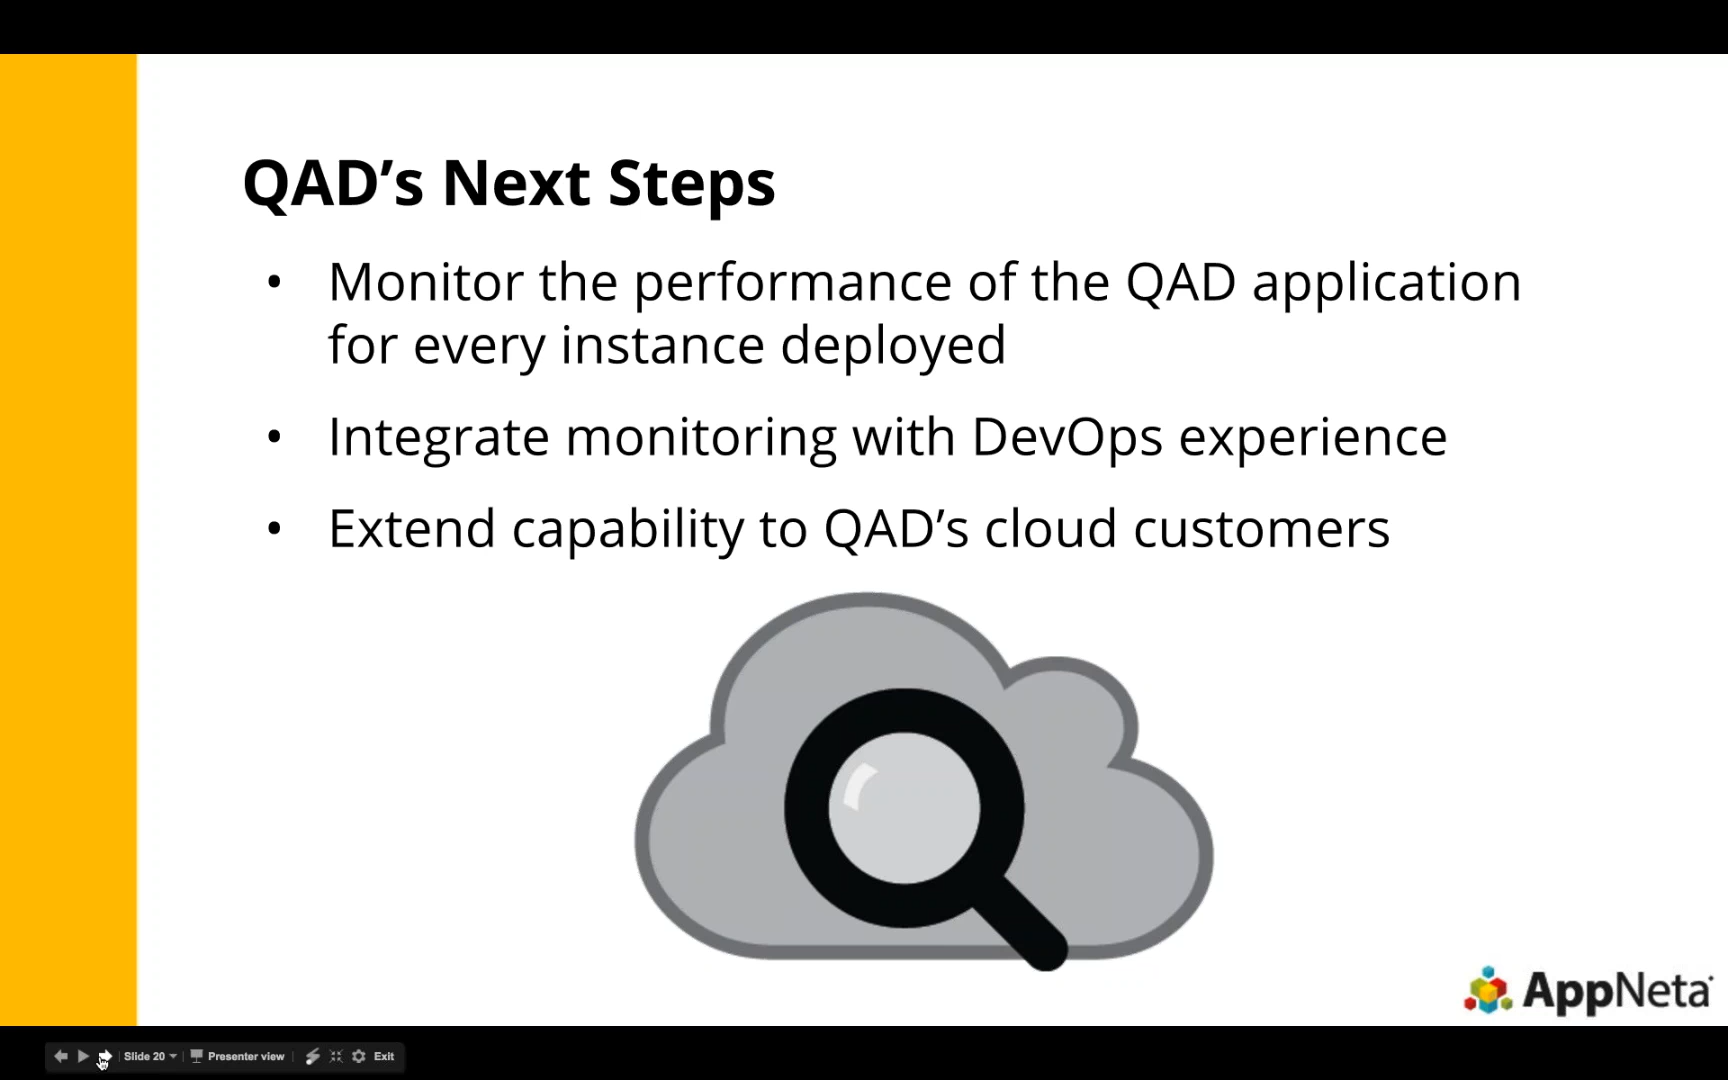 QAD’s Next Steps
• Monitor the performance of the QAD application
for every instance deployed
• Integrate monitoring with DevOps experience
• Extend capability to QAD’s cloud customers
AppNeta
Slide 20 Presenter view Exit